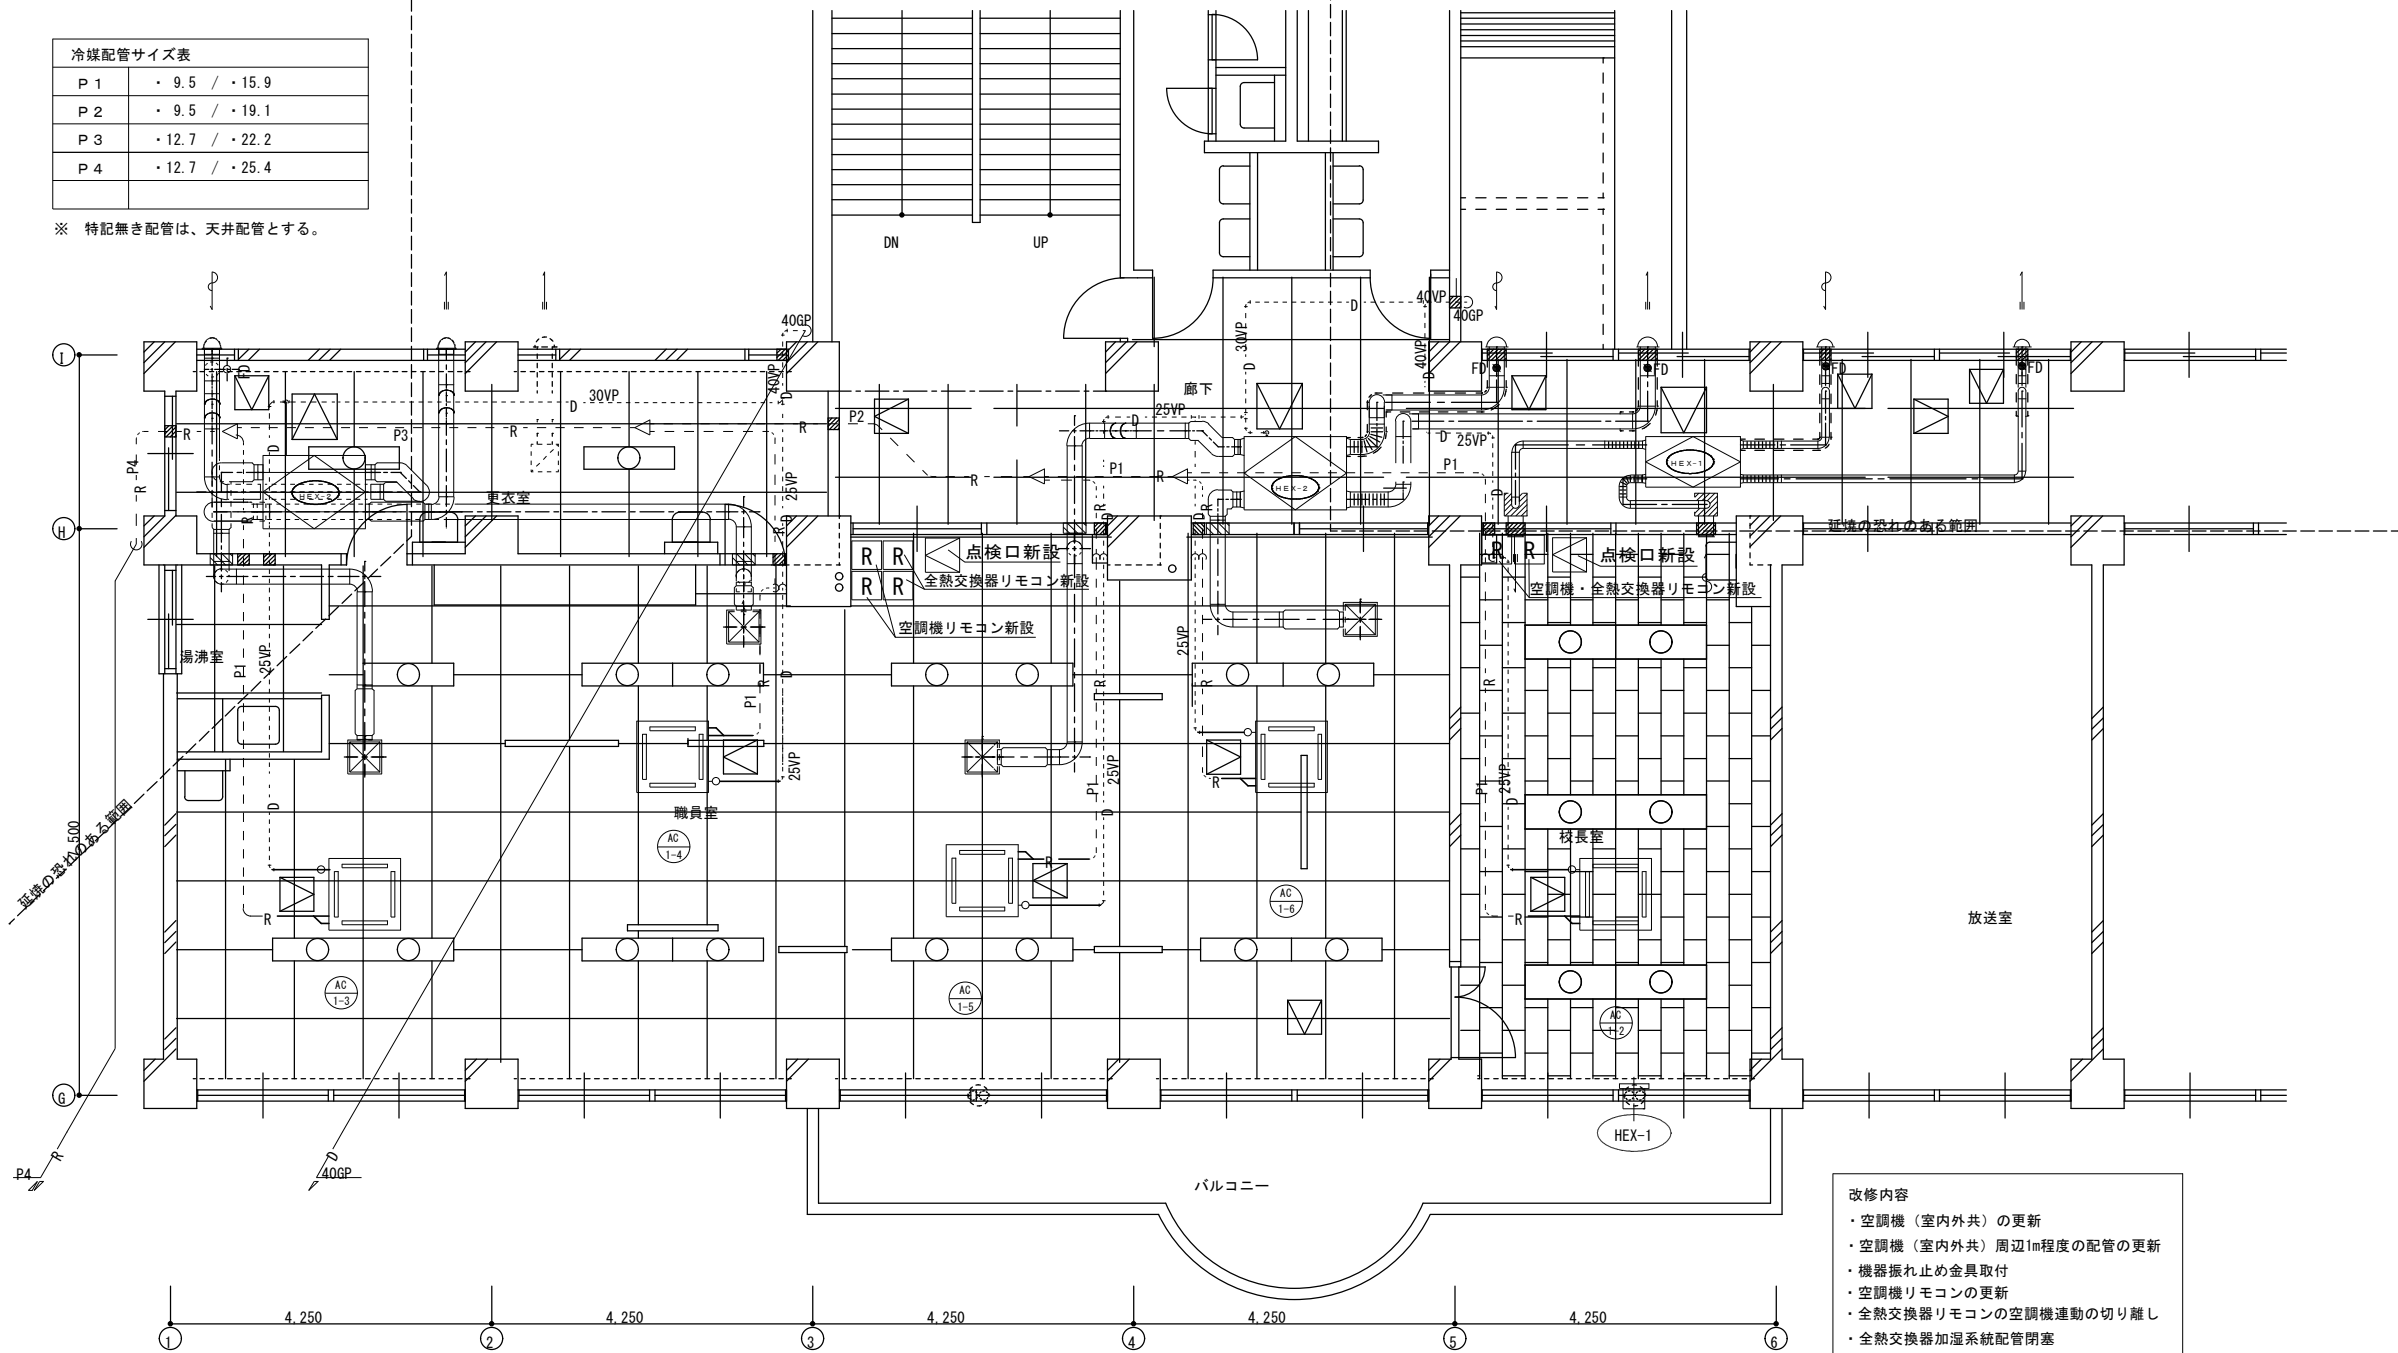 冷媒配管サイズ表
P 1 ・ 9.5 / ・15.9
P 2 ・ 9.5 / ・19.1
P 3 ・12.7 / ・22.2
P 4 ・12.7 / ・25.4
※ 特記無き配管は、天井配管とする。
DN
UP
40VP
D
40GP
40GP
30VP
40VP
I
FD
FD
FD
FD
FD
40VP
D
D
D
廊下
30VP
D
P2
25VP
D
D
25VP
R
P3
R
R
P4
R
D
HEX-2
更衣室
25VP
R
P1
R
P1
HEX-2
HEX-1
D
H
R
D
R
R
D
D
R
延焼の恐れのある範囲
R
R
R
R
点検口新設
全熱交換器リモコン新設
空調機リモコン新設
R
R
点検口新設
空調機・全熱交換器リモコン新設
湯沸室
P1
25VP
P1
R
D
25VP
R
25VP
R
R
25VP
P1
D
R
P1
25VP
D
D
職員室
AC
1-4
校長室
延焼の恐れのある範囲
7,500
R
R
AC
1-6
R
放送室
AC
1-3
AC
1-5
AC
1-2
G
HEX-1
P4
R
D
40GP
バルコニー
改修内容
・空調機（室内外共）の更新
・空調機（室内外共）周辺1m程度の配管の更新
・機器振れ止め金具取付
・空調機リモコンの更新
・全熱交換器リモコンの空調機連動の切り離し
・全熱交換器加湿系統配管閉塞
4,250
4,250
4,250
4,250
4,250
1
2
3
4
5
6